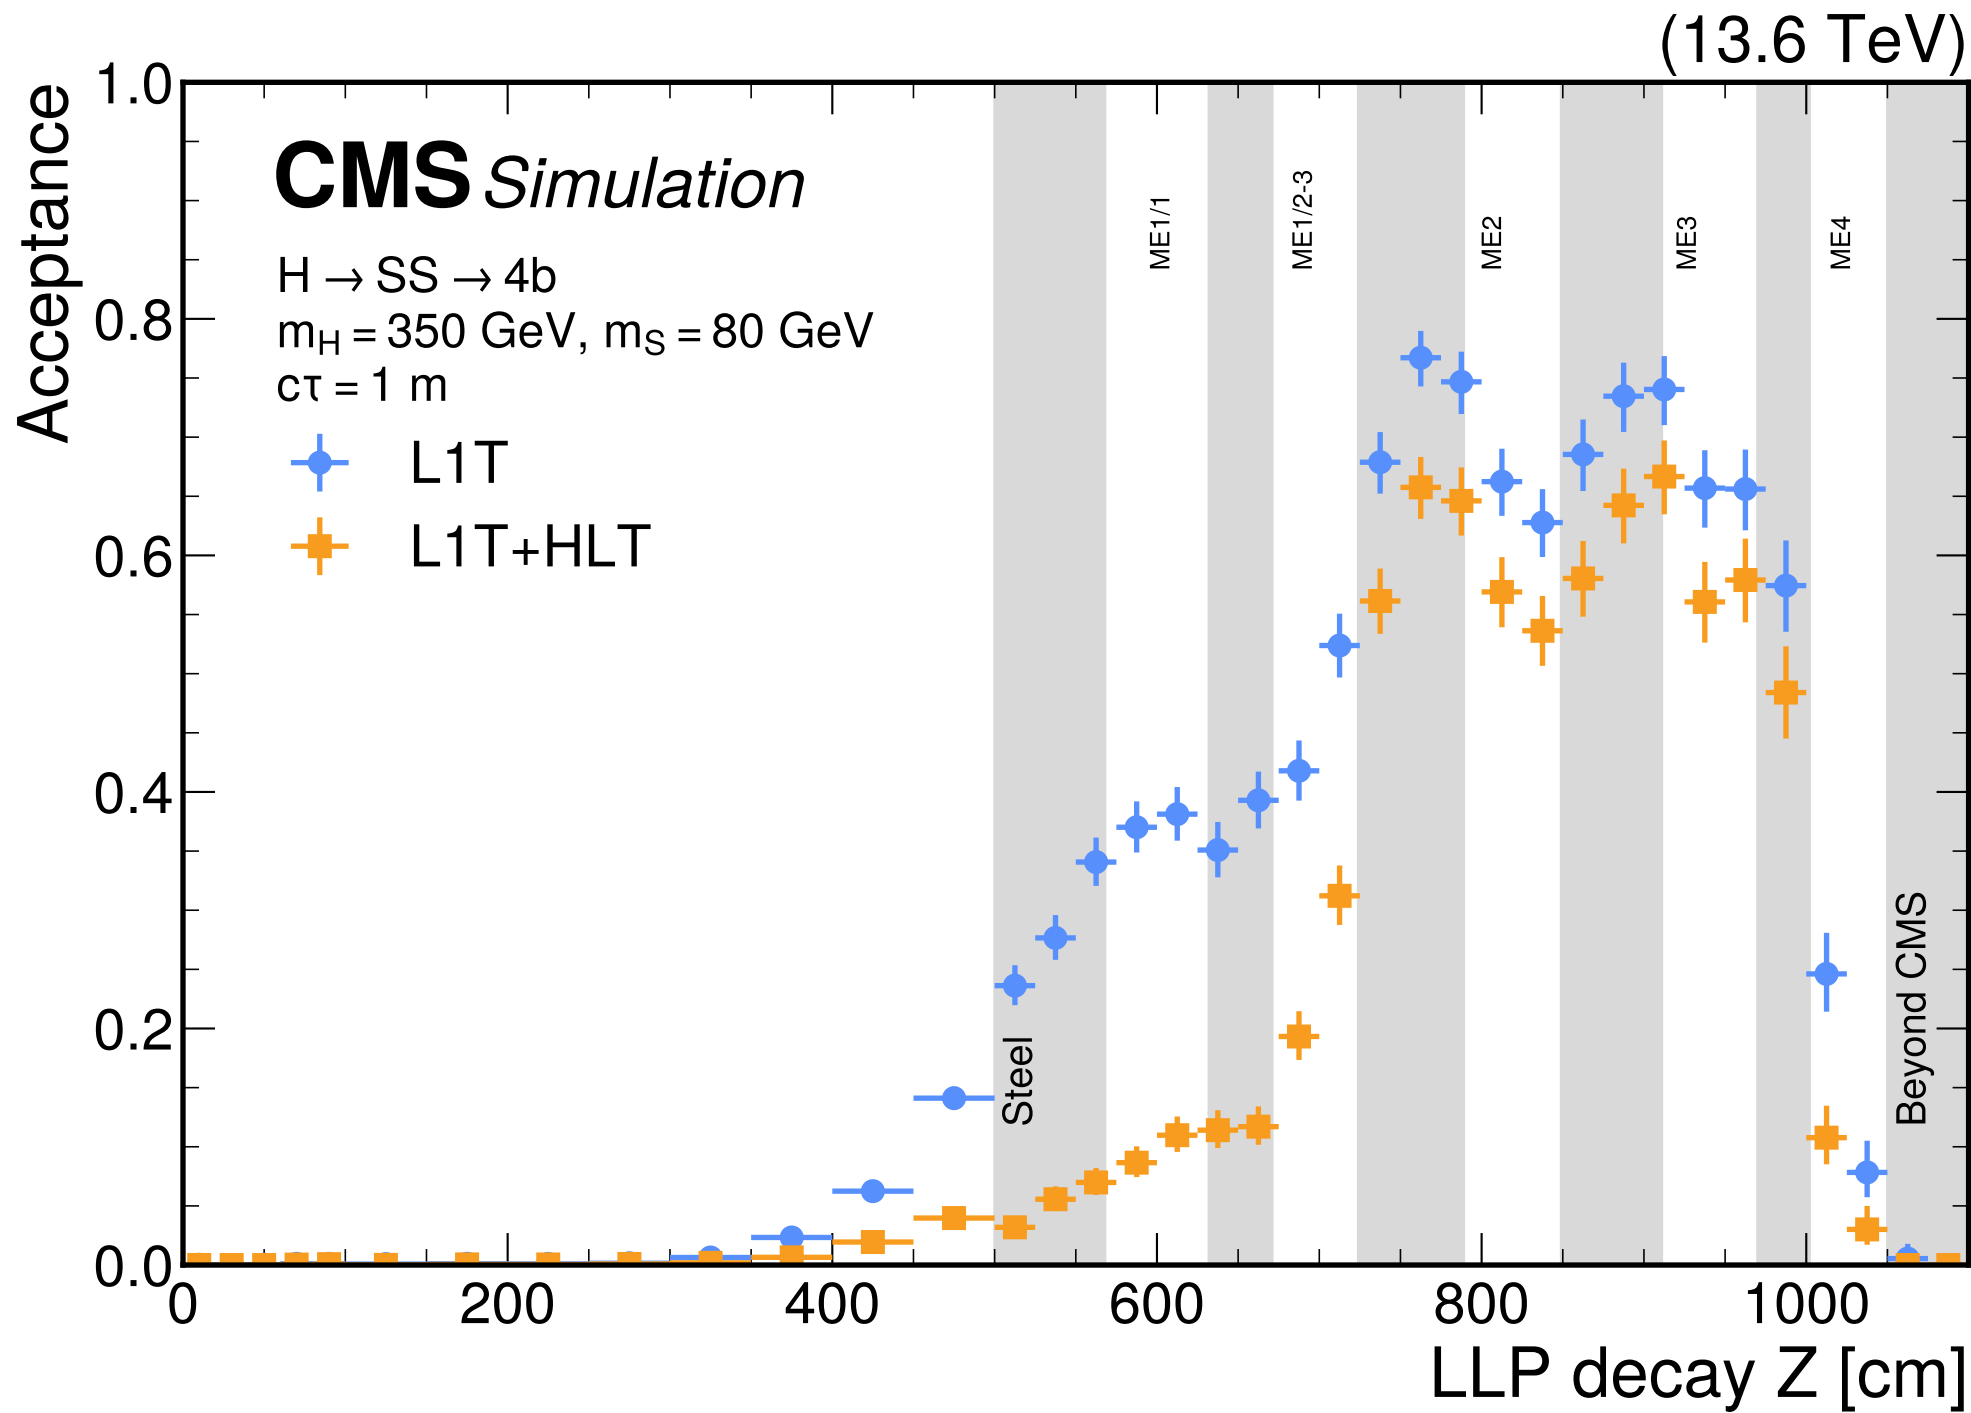 (13.6 TeV)
Acceptance
1.0
0.8
0.6
0.4
0.2
0.0
CMS Simulation
H → SS → 4b
m_H = 350 GeV, m_S = 80 GeV
cτ = 1 m
L1T
L1T+HLT
ME1/1
ME1/2-3
ME2
ME3
ME4
Steel
Beyond CMS
0 200 400 600 800 1000
LLP decay Z [cm]